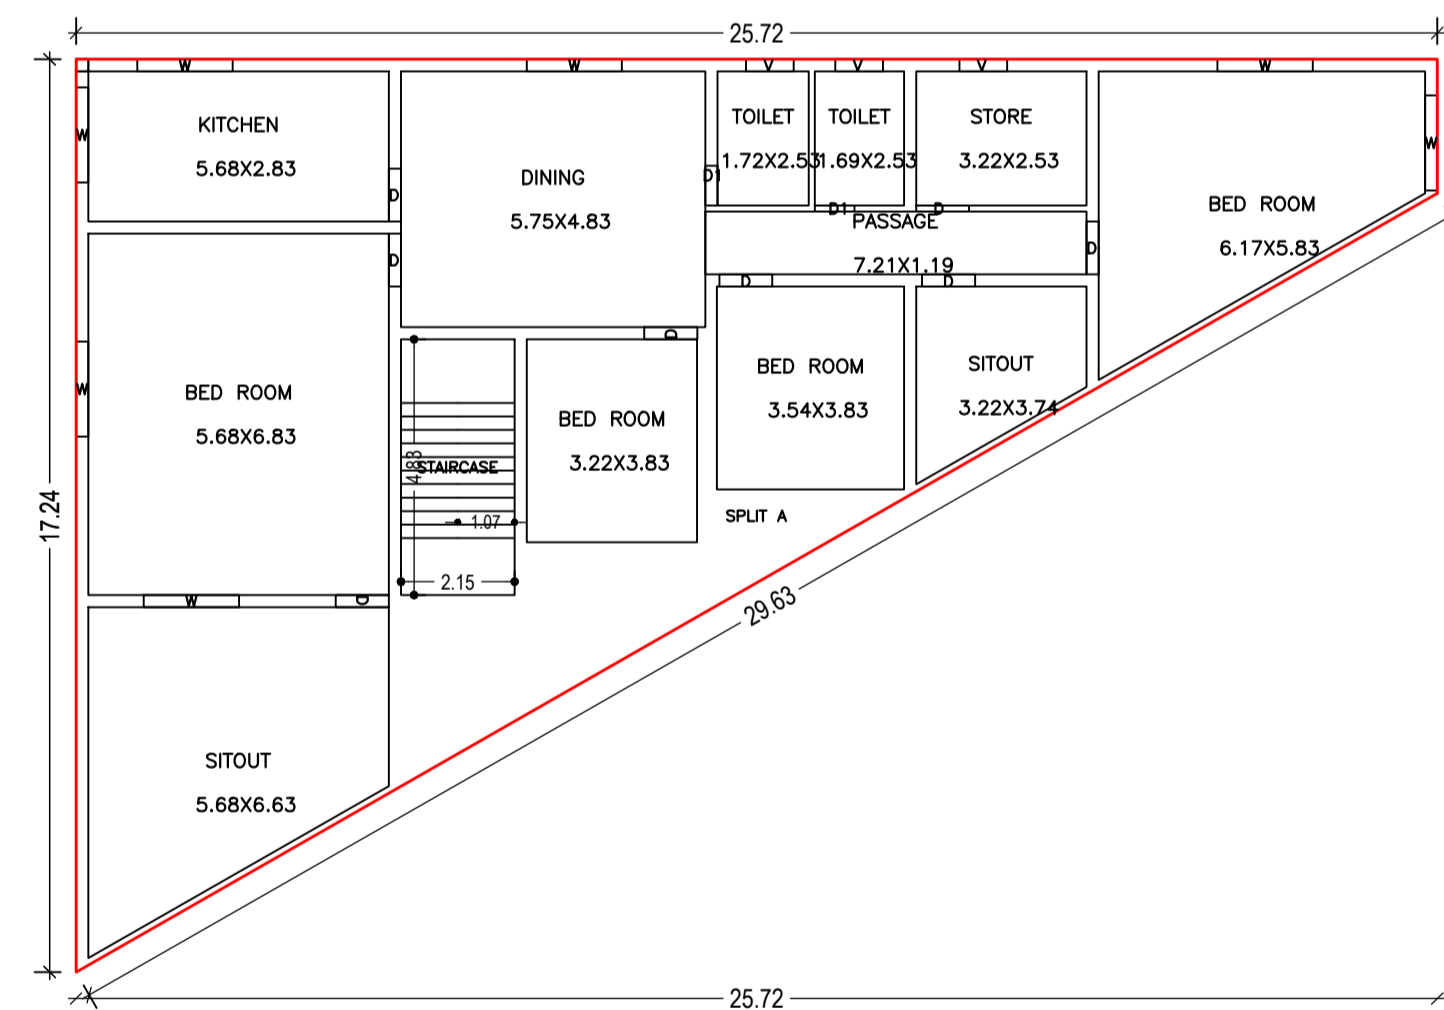 25.72
W
W
V
V
V
W
KITCHEN
5.68X2.83
W
D
DINING
5.75X4.83
D1
TOILET
1.72X2.53
TOILET
1.69X2.53
STORE
3.22X2.53
W
D1
D
PASSAGE
7.21X1.19
BED ROOM
6.17X5.83
D
D
D
D
D
BED ROOM
5.68X6.83
W
STAIRCASE
4.83
1.07
2.15
BED ROOM
3.22X3.83
BED ROOM
3.54X3.83
SITOUT
3.22X3.74
SPLIT A
17.24
W
D
29.63
SITOUT
5.68X6.63
25.72